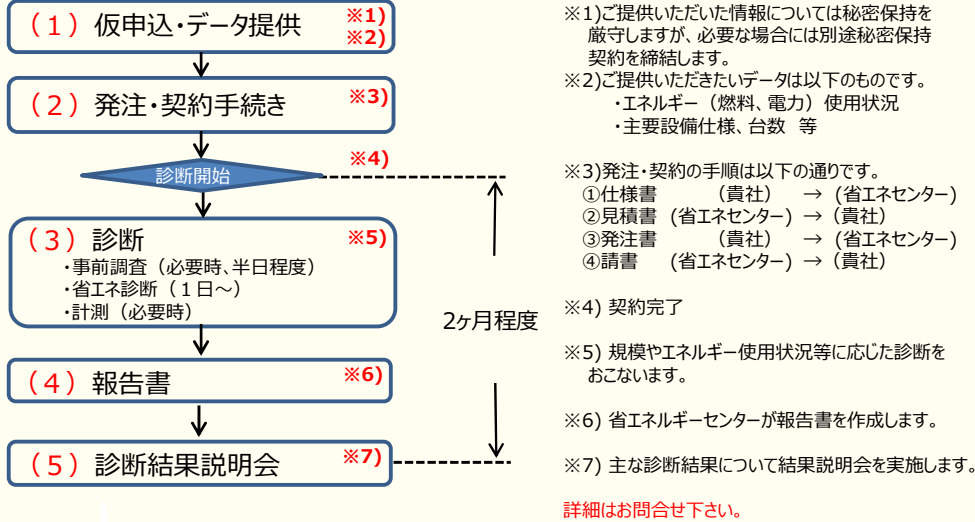 (1)仮申込・データ提供 ※1)
※2)
(2)発注・契約手続き ※3)
診断開始 ※4)
(3)診断 ※5)
・事前調査(必要時、半日程度)
・省エネ診断(1日～)
・計測(必要時)
2ヶ月程度
(4)報告書 ※6)
(5)診断結果説明会 ※7)
※1)ご提供いただいた情報については秘密保持を
厳守しますが、必要な場合には別途秘密保持
契約を締結します。
※2)ご提供いただきたいデータは以下のものです。
・エネルギー(燃料、電力)使用状況
・主要設備仕様、台数 等
※3)発注・契約の手順は以下の通りです。
①仕様書 (貴社) → (省エネセンター)
②見積書 (省エネセンター) → (貴社)
③発注書 (貴社) → (省エネセンター)
④請書 (省エネセンター) → (貴社)
※4) 契約完了
※5) 規模やエネルギー使用状況等に応じた診断を
おこないます。
※6) 省エネルギーセンターが報告書を作成します。
※7) 主な診断結果について結果説明会を実施します。
詳細はお問合せ下さい。